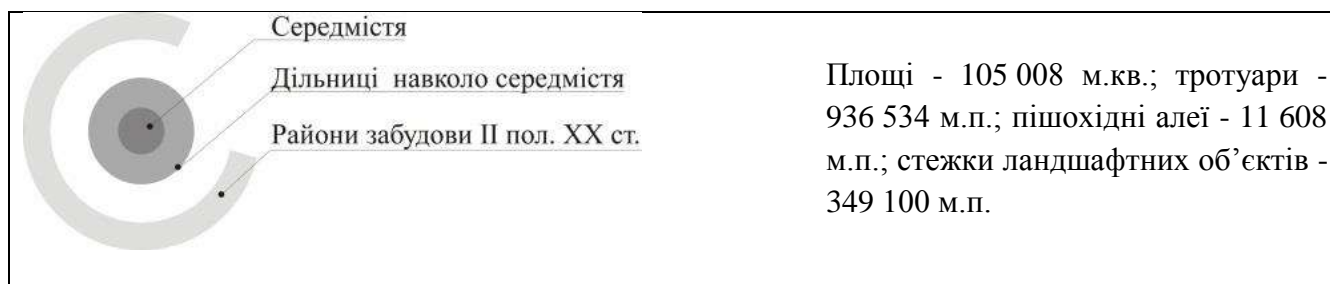 Середмістя
Дільниці навколо середмістя
Райони забудови ІІ пол. ХХ ст.
Площі - 105 008 м.кв.; тротуари -
936 534 м.п.; пішохідні алеї - 11 608
м.п.; стежки ландшафтних об’єктів -
349 100 м.п.